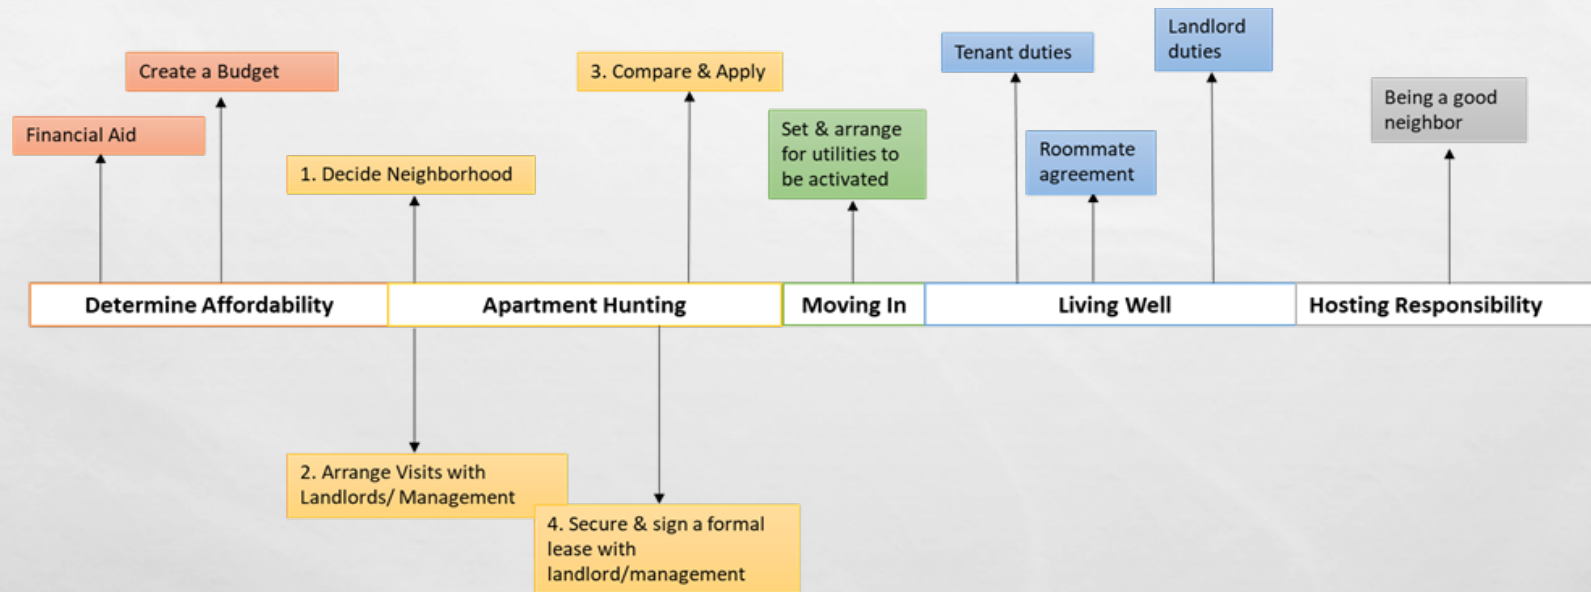 Landlord
duties
Tenant duties
Create a Budget
3. Compare & Apply
Being a good
neighbor
Financial Aid
Set & arrange
for utilities to
be activated
Roommate
agreement
1. Decide Neighborhood
Determine Affordability
Apartment Hunting
Moving In
Living Well
Hosting Responsibility
2. Arrange Visits with
Landlords/ Management
4. Secure & sign a formal
lease with
landlord/management